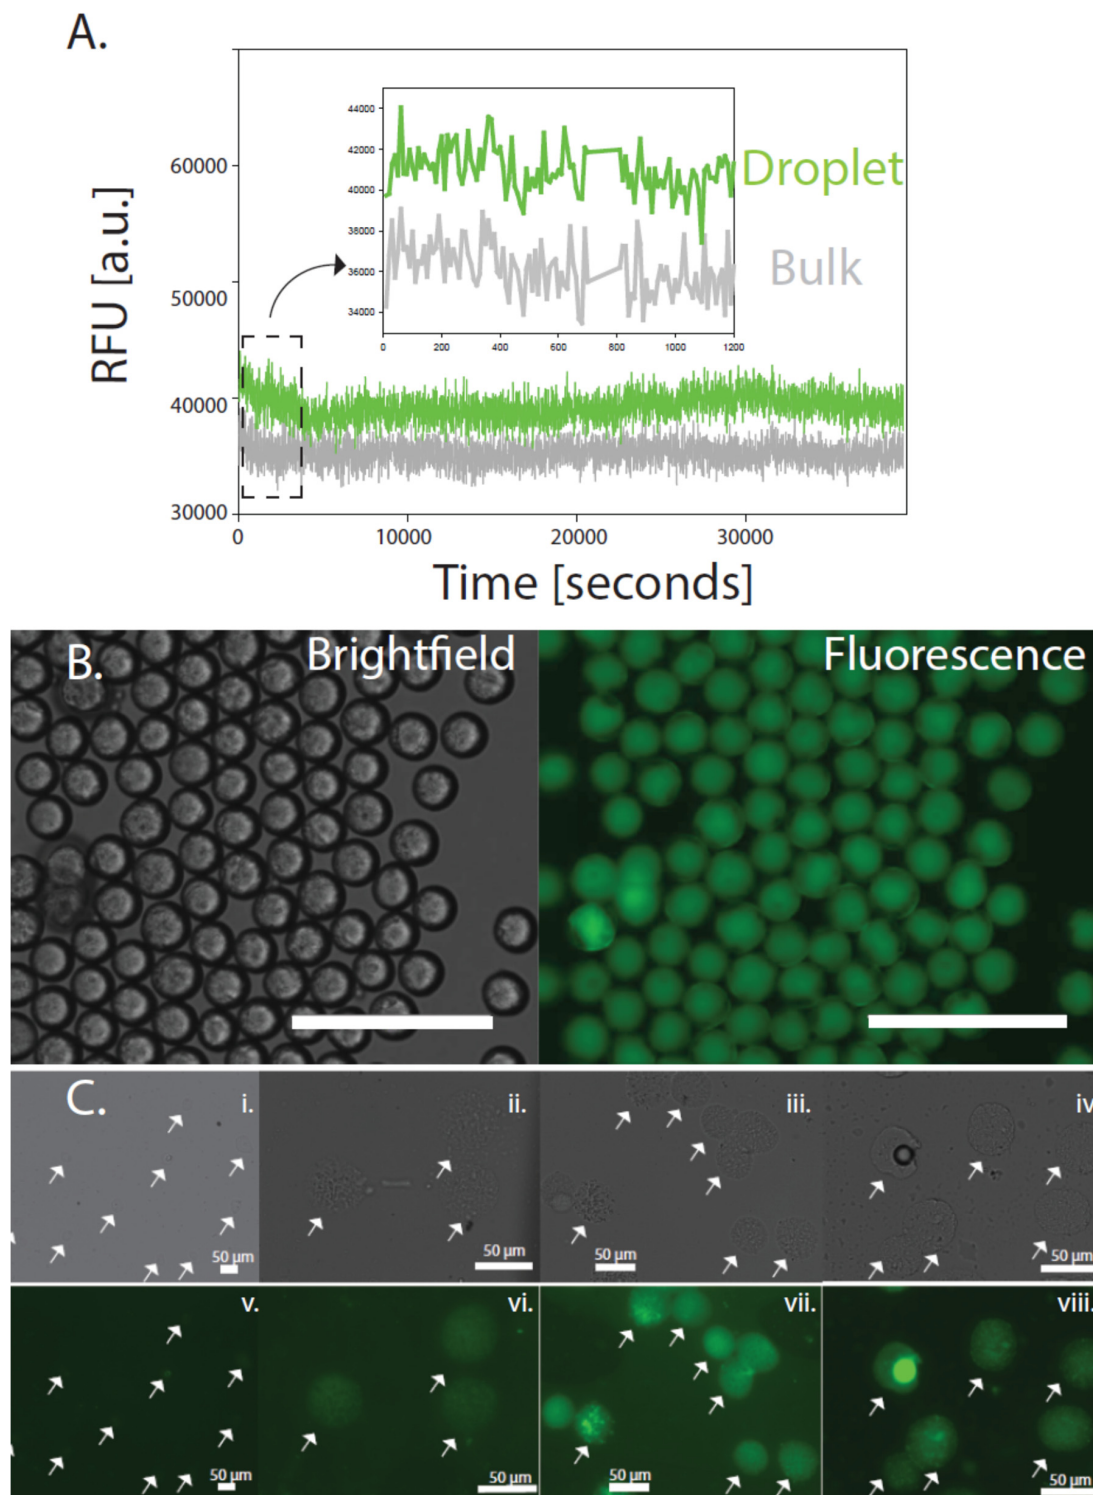 A.
RFU [a.u.]
60000
50000
40000
30000
0
10000
20000
30000
Time [seconds]
44000
42000
40000
38000
36000
34000
0
200
400
600
800
1000
1200
Droplet
Bulk
B.
Brightfield
Fluorescence
C.
i.
ii.
iii.
iv
50 µm
50 µm
50 µm
50 µm
v.
vi.
vii.
viii.
50 µm
50 µm
50 µm
50 µm